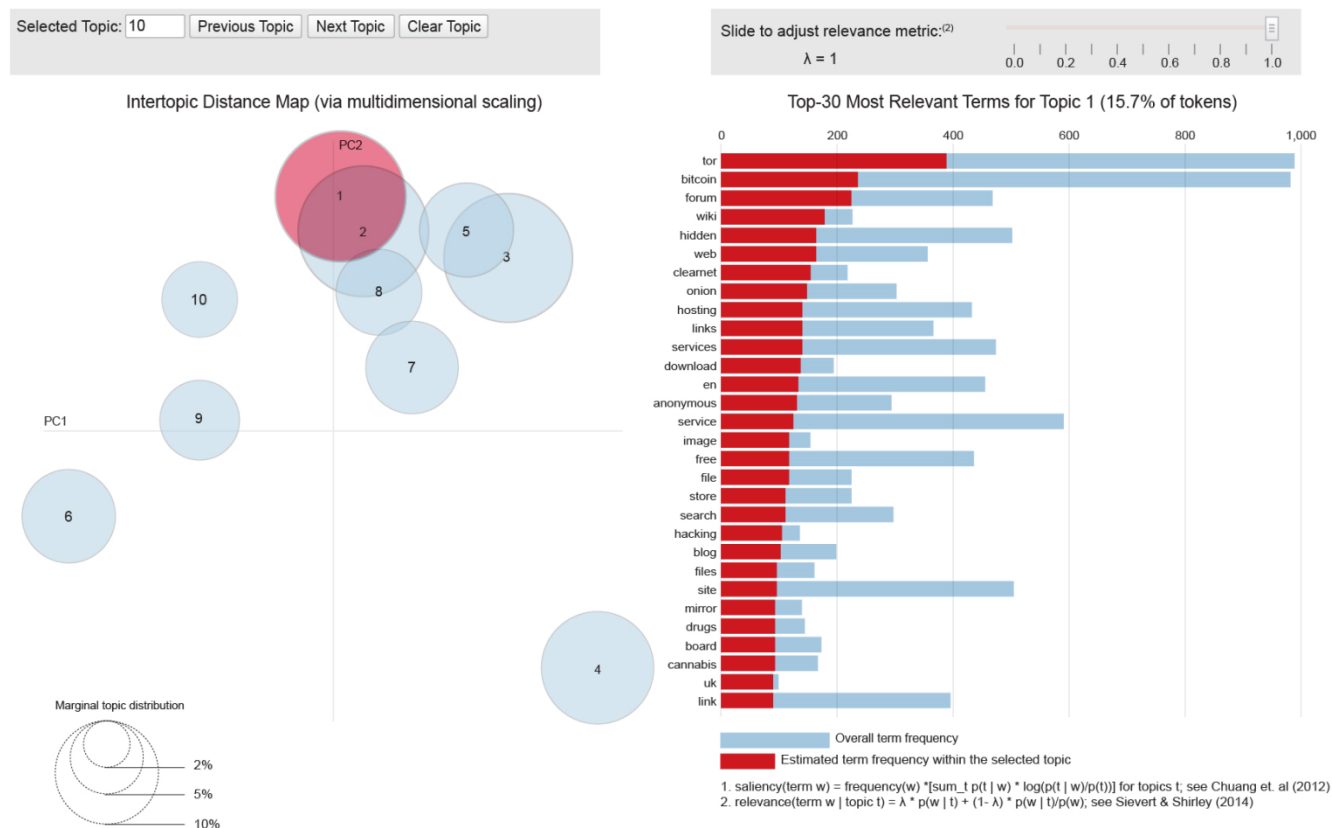 Selected Topic: 10 Previous Topic Next Topic Clear Topic
Slide to adjust relevance metric:(2)
λ = 1
0.0 0.2 0.4 0.6 0.8 1.0
Intertopic Distance Map (via multidimensional scaling)
PC2
1
2
5
3
8
10
7
9
PC1
6
4
Marginal topic distribution
2%
5%
10%
Top-30 Most Relevant Terms for Topic 1 (15.7% of tokens)
0 200 400 600 800 1,000
tor
bitcoin
forum
wiki
hidden
web
clearnet
onion
hosting
links
services
download
en
anonymous
service
image
free
file
store
search
hacking
blog
files
site
mirror
drugs
board
cannabis
uk
link
Overall term frequency
Estimated term frequency within the selected topic
1. saliency(term w) = frequency(w) *[sum_t p(t | w) * log(p(t | w)/p(t))] for topics t; see Chuang et. al (2012)
2. relevance(term w | topic t) = λ * p(w | t) + (1- λ) * p(w | t)/p(w); see Sievert & Shirley (2014)